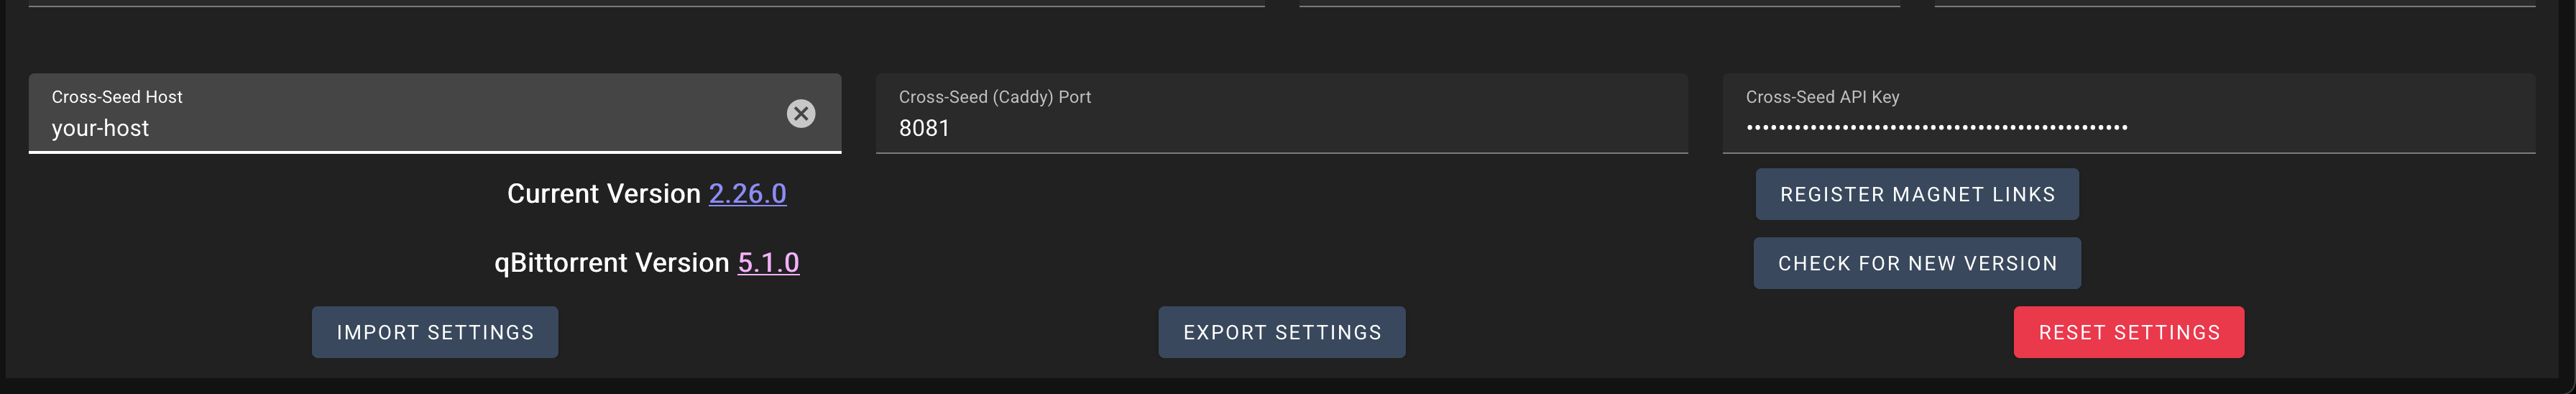 Cross-Seed Host
your-host
Cross-Seed (Caddy) Port
8081
Cross-Seed API Key
••••••••••••••••••••••••••••••••••••••••••••••••
Current Version 2.26.0
REGISTER MAGNET LINKS
qBittorrent Version 5.1.0
CHECK FOR NEW VERSION
IMPORT SETTINGS
EXPORT SETTINGS
RESET SETTINGS